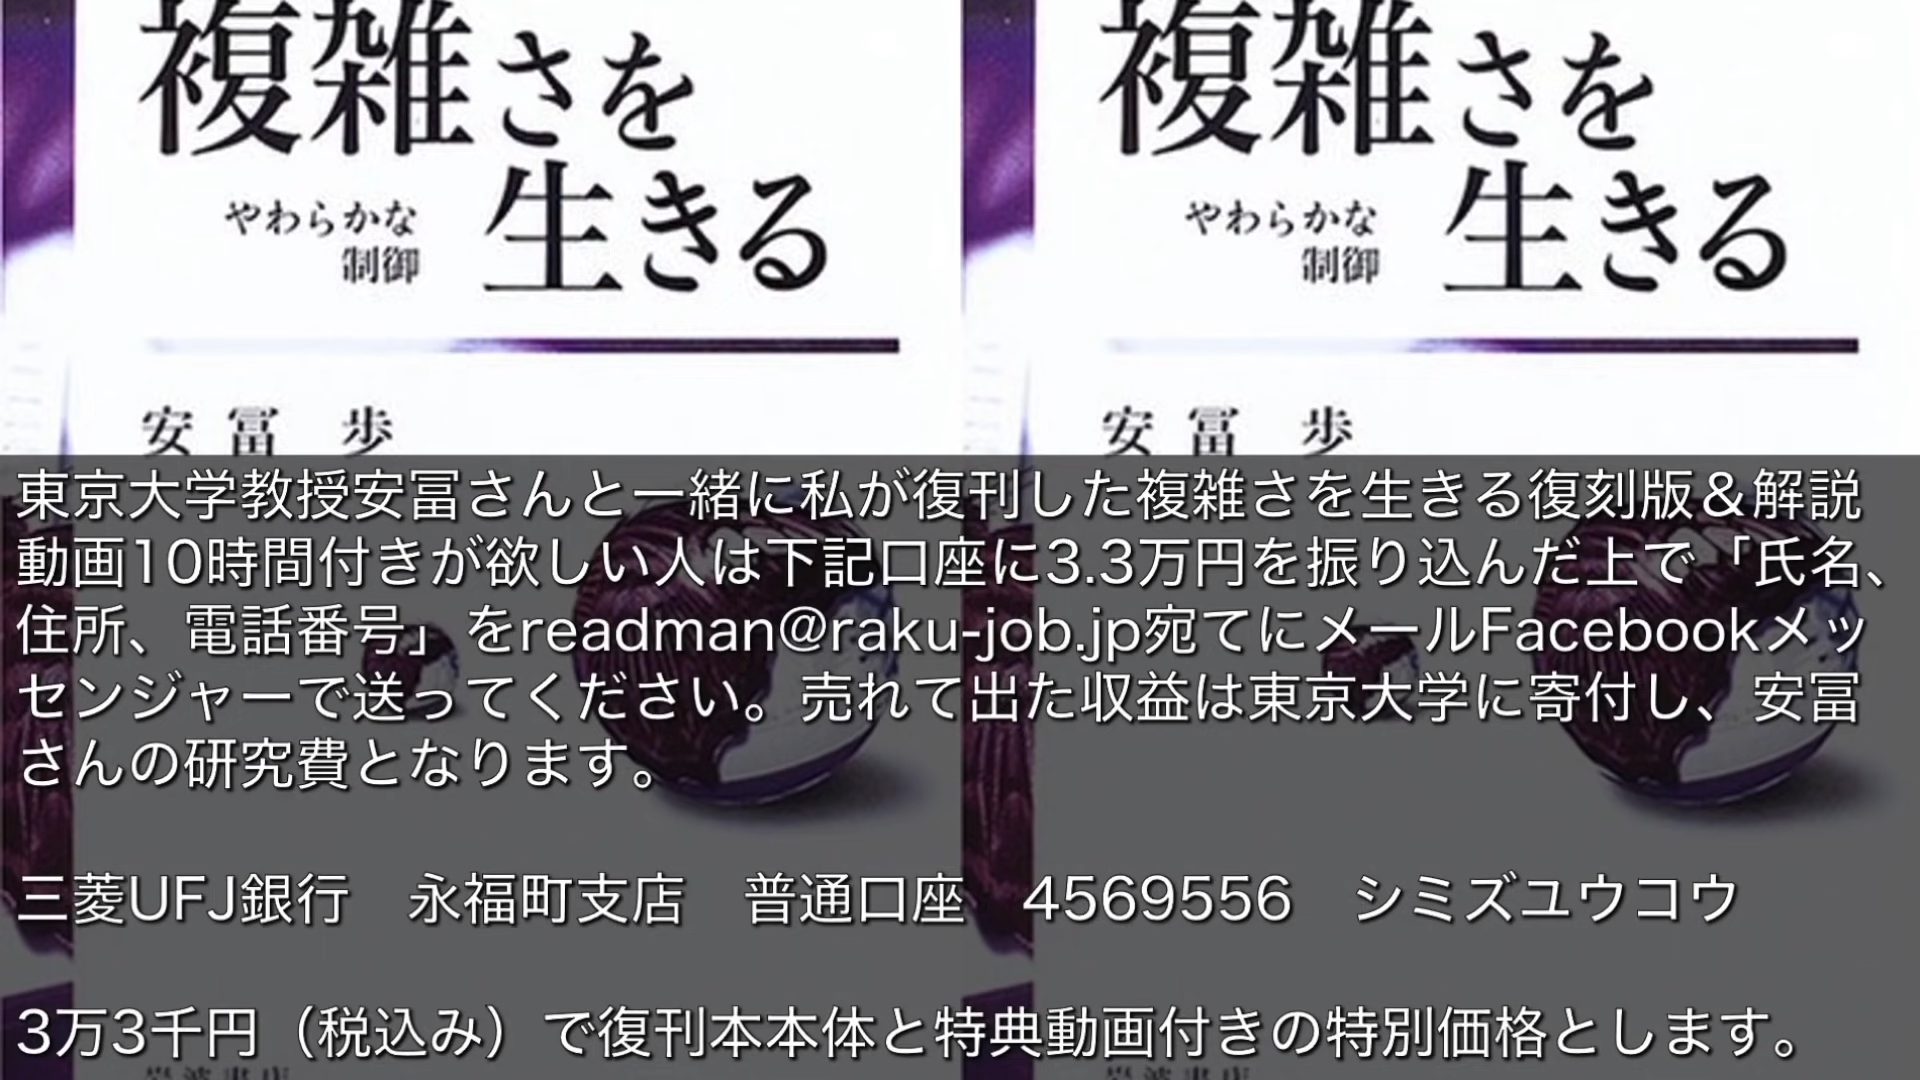 複雑さを
生きる
やわらかな
制御
安冨 歩
複雑さを
生きる
やわらかな
制御
安冨 歩
東京大学教授安冨さんと一緒に私が復刊した複雑さを生きる復刻版＆解説
動画10時間付きが欲しい人は下記口座に3.3万円を振り込んだ上で「氏名、
住所、電話番号」をreadman@raku-job.jp宛てにメールFacebookメッ
センジャーで送ってください。売れて出た収益は東京大学に寄付し、安冨
さんの研究費となります。
三菱UFJ銀行　永福町支店　普通口座　4569556　シミズユウコウ
3万3千円（税込み）で復刊本本体と特典動画付きの特別価格とします。